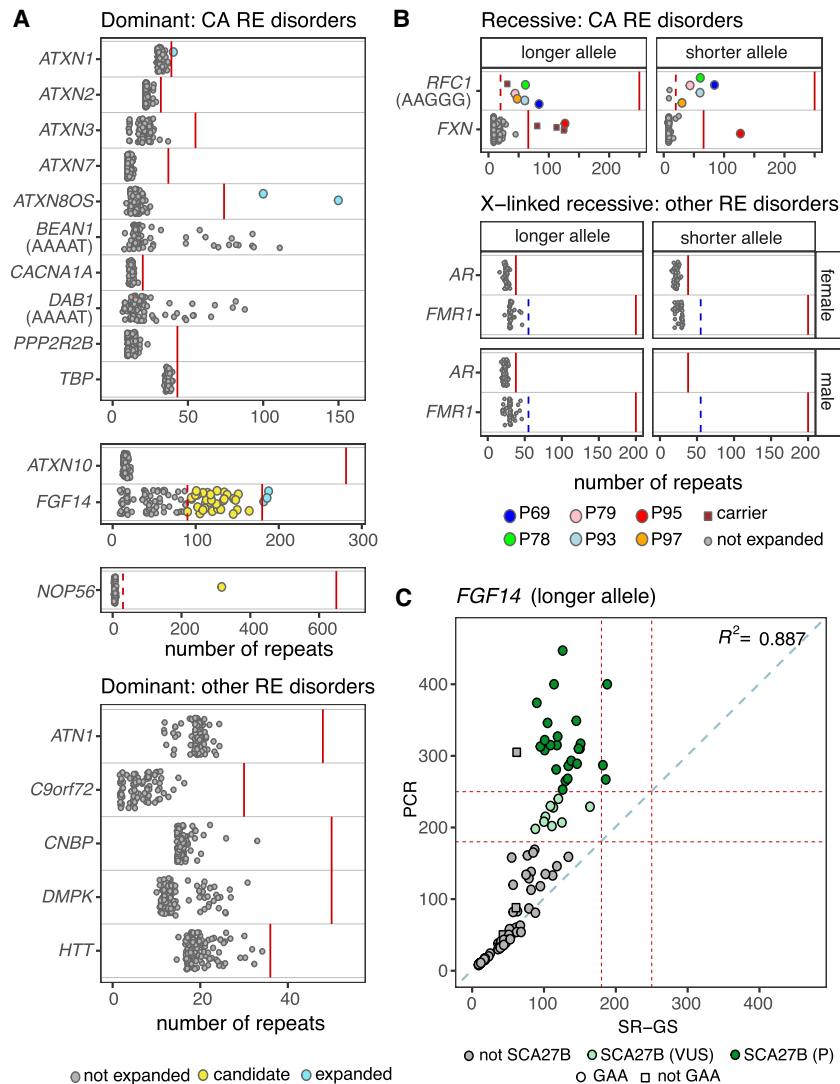 A
Dominant: CA RE disorders
ATXN1
ATXN2
ATXN3
ATXN7
ATXN8OS
BEAN1
(AAAAT)
CACNA1A
DAB1
(AAAAT)
PPP2R2B
TBP
0 50 100 150
ATXN10
FGF14
0 100 200 300
NOP56
0 200 400 600
number of repeats
Dominant: other RE disorders
ATN1
C9orf72
CNBP
DMPK
HTT
0 20 40
number of repeats
not expanded candidate expanded
B
Recessive: CA RE disorders
longer allele shorter allele
RFC1
(AAGGG)
FXN
0 100 200 0 100 200
X-linked recessive: other RE disorders
longer allele shorter allele
AR
FMR1
female
AR
FMR1
male
0 50 100 150 200 0 50 100 150 200
number of repeats
P69 P79 P95 carrier
P78 P93 P97 not expanded
C
FGF14 (longer allele)
R2= 0.887
PCR
400
300
200
100
0
0 100 200 300 400
SR-GS
not SCA27B SCA27B (VUS) SCA27B (P)
GAA not GAA